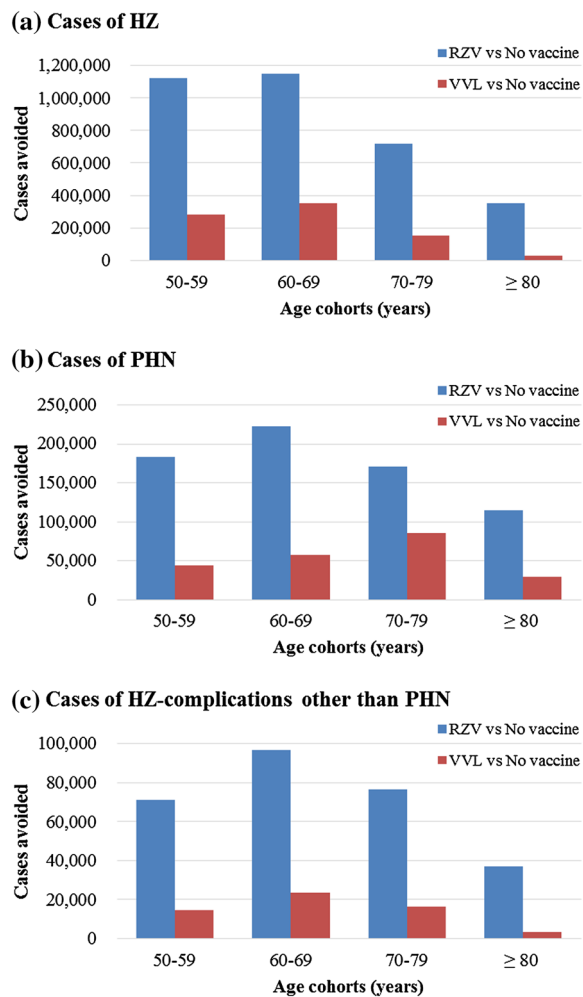 (a) Cases of HZ
RZV vs No vaccine
VVL vs No vaccine
1,200,000
1,000,000
800,000
600,000
400,000
200,000
0
Cases avoided
50-59 60-69 70-79 ≥ 80
Age cohorts (years)
(b) Cases of PHN
RZV vs No vaccine
VVL vs No vaccine
250,000
200,000
150,000
100,000
50,000
0
Cases avoided
50-59 60-69 70-79 ≥ 80
Age cohorts (years)
(c) Cases of HZ-complications other than PHN
RZV vs No vaccine
VVL vs No vaccine
100,000
80,000
60,000
40,000
20,000
0
Cases avoided
50-59 60-69 70-79 ≥ 80
Age cohorts (years)